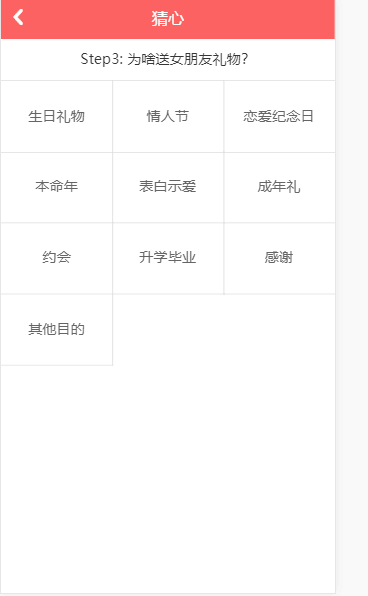 猜心
Step3: 为啥送女朋友礼物?
生日礼物 情人节 恋爱纪念日
本命年 表白示爱 成年礼
约会 升学毕业 感谢
其他目的